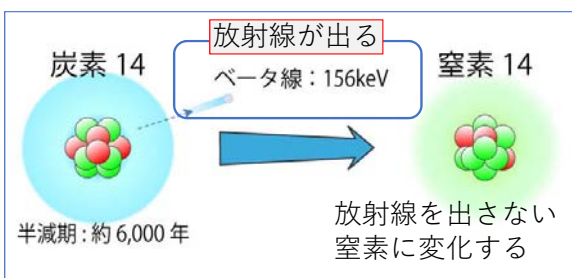 放射線が出る
炭素 14
ベータ線：156keV
窒素 14
半減期：約 6,000 年
放射線を出さない
窒素に変化する